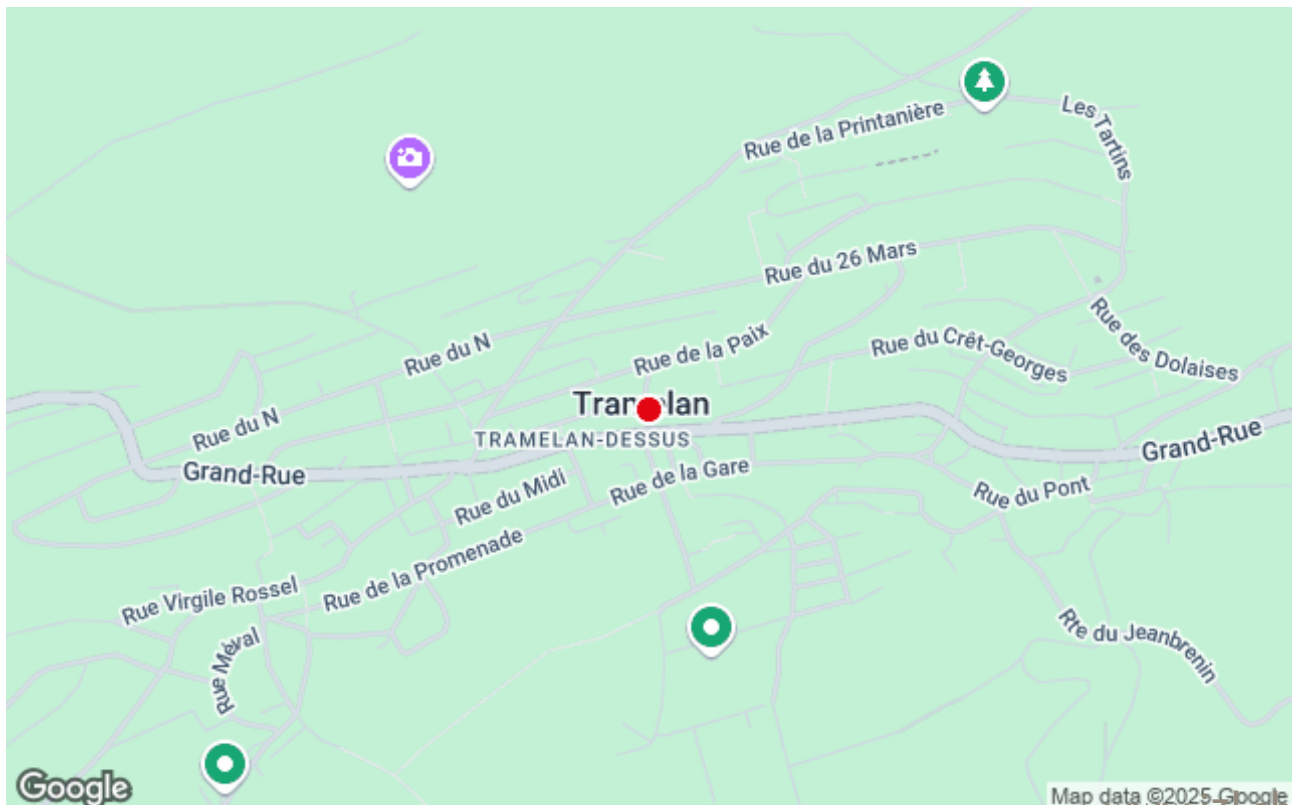 Rue de la Printanière
Les Tartins
Rue du 26 Mars
Rue du N
Rue de la Paix
Rue du Crêt-Georges
Rue des Dolaises
Tramelan
TRAMELAN-DESSUS
Rue du N
Grand-Rue
Grand-Rue
Rue de la Gare
Rue du Midi
Rue du Pont
Rue de la Promenade
Rue Virgile Rossel
Rue Méval
Rte du Jeanbrenin
Google
Map data ©2025 Google